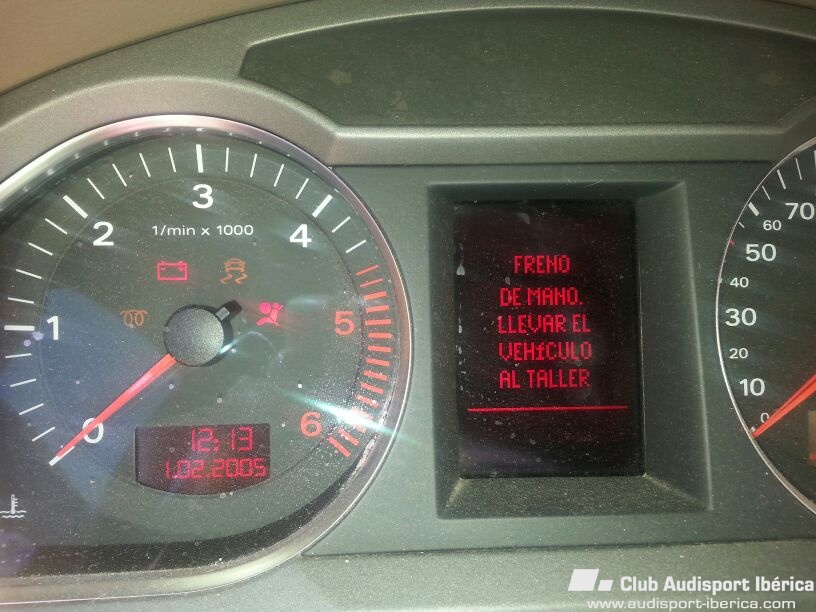 3
2
4
1/min x 1000
1
5
0
6
12:13
1.02.2005
FRENO
DE MANO.
LLEVAR EL
VEHÍCULO
AL TALLER
70
60
50
40
30
20
10
0
Club Audisport Ibérica
www.audisport-iberica.com